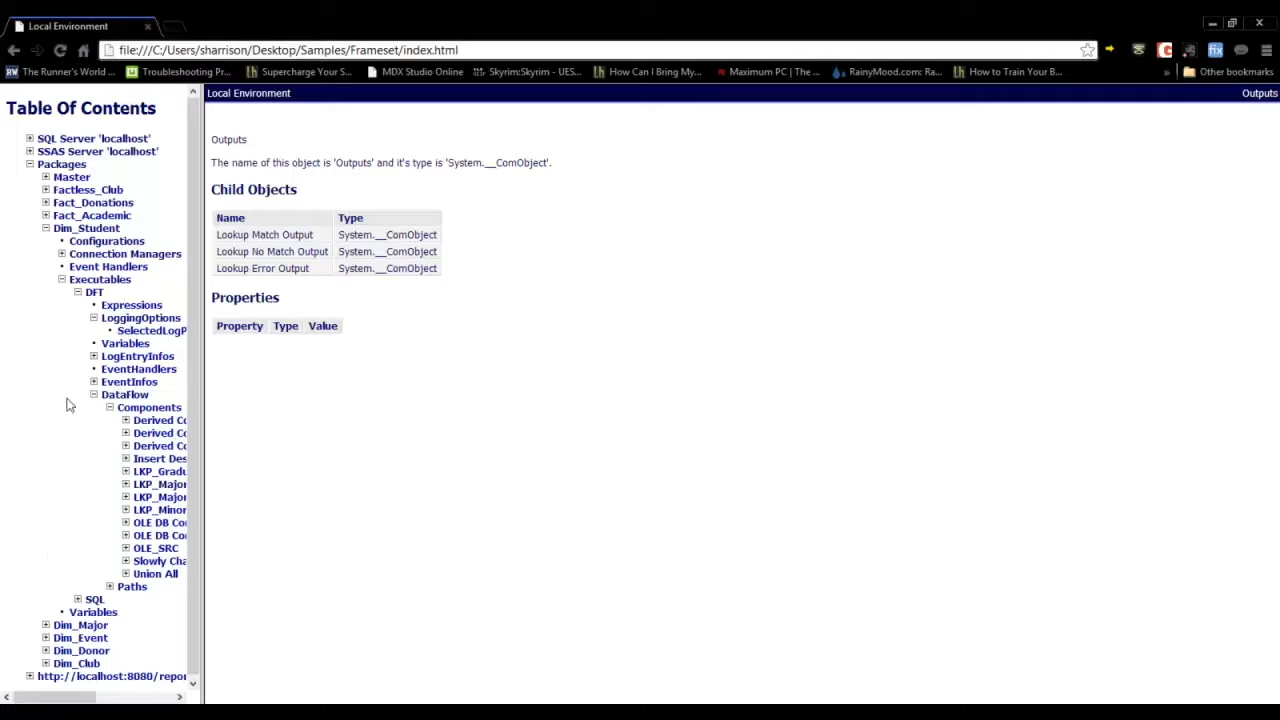 Local Environment
file:///C:/Users/sharrison/Desktop/Samples/Frameset/index.html
The Runner's World ... Troubleshooting Pr... Supercharge Your S... MDX Studio Online Skyrim:Skyrim - UES... How Can I Bring My... Maximum PC | The ... RainyMood.com: Ra... How to Train Your B... » Other bookmarks
Local Environment Outputs
Table Of Contents
SQL Server 'localhost'
SSAS Server 'localhost'
Packages
Master
Factless_Club
Fact_Donations
Fact_Academic
Dim_Student
Configurations
Connection Managers
Event Handlers
Executables
DFT
Expressions
LoggingOptions
SelectedLogP
Variables
LogEntryInfos
EventHandlers
EventInfos
DataFlow
Components
Derived Co
Derived Co
Derived Co
Insert Des
LKP_Gradu
LKP_Major
LKP_Major
LKP_Minor
OLE DB Co
OLE DB Co
OLE_SRC
Slowly Cha
Union All
Paths
SQL
Variables
Dim_Major
Dim_Event
Dim_Donor
Dim_Club
http://localhost:8080/repor
Outputs
The name of this object is 'Outputs' and it's type is 'System.__ComObject'.
Child Objects
Name Type
Lookup Match Output System.__ComObject
Lookup No Match Output System.__ComObject
Lookup Error Output System.__ComObject
Properties
Property Type Value